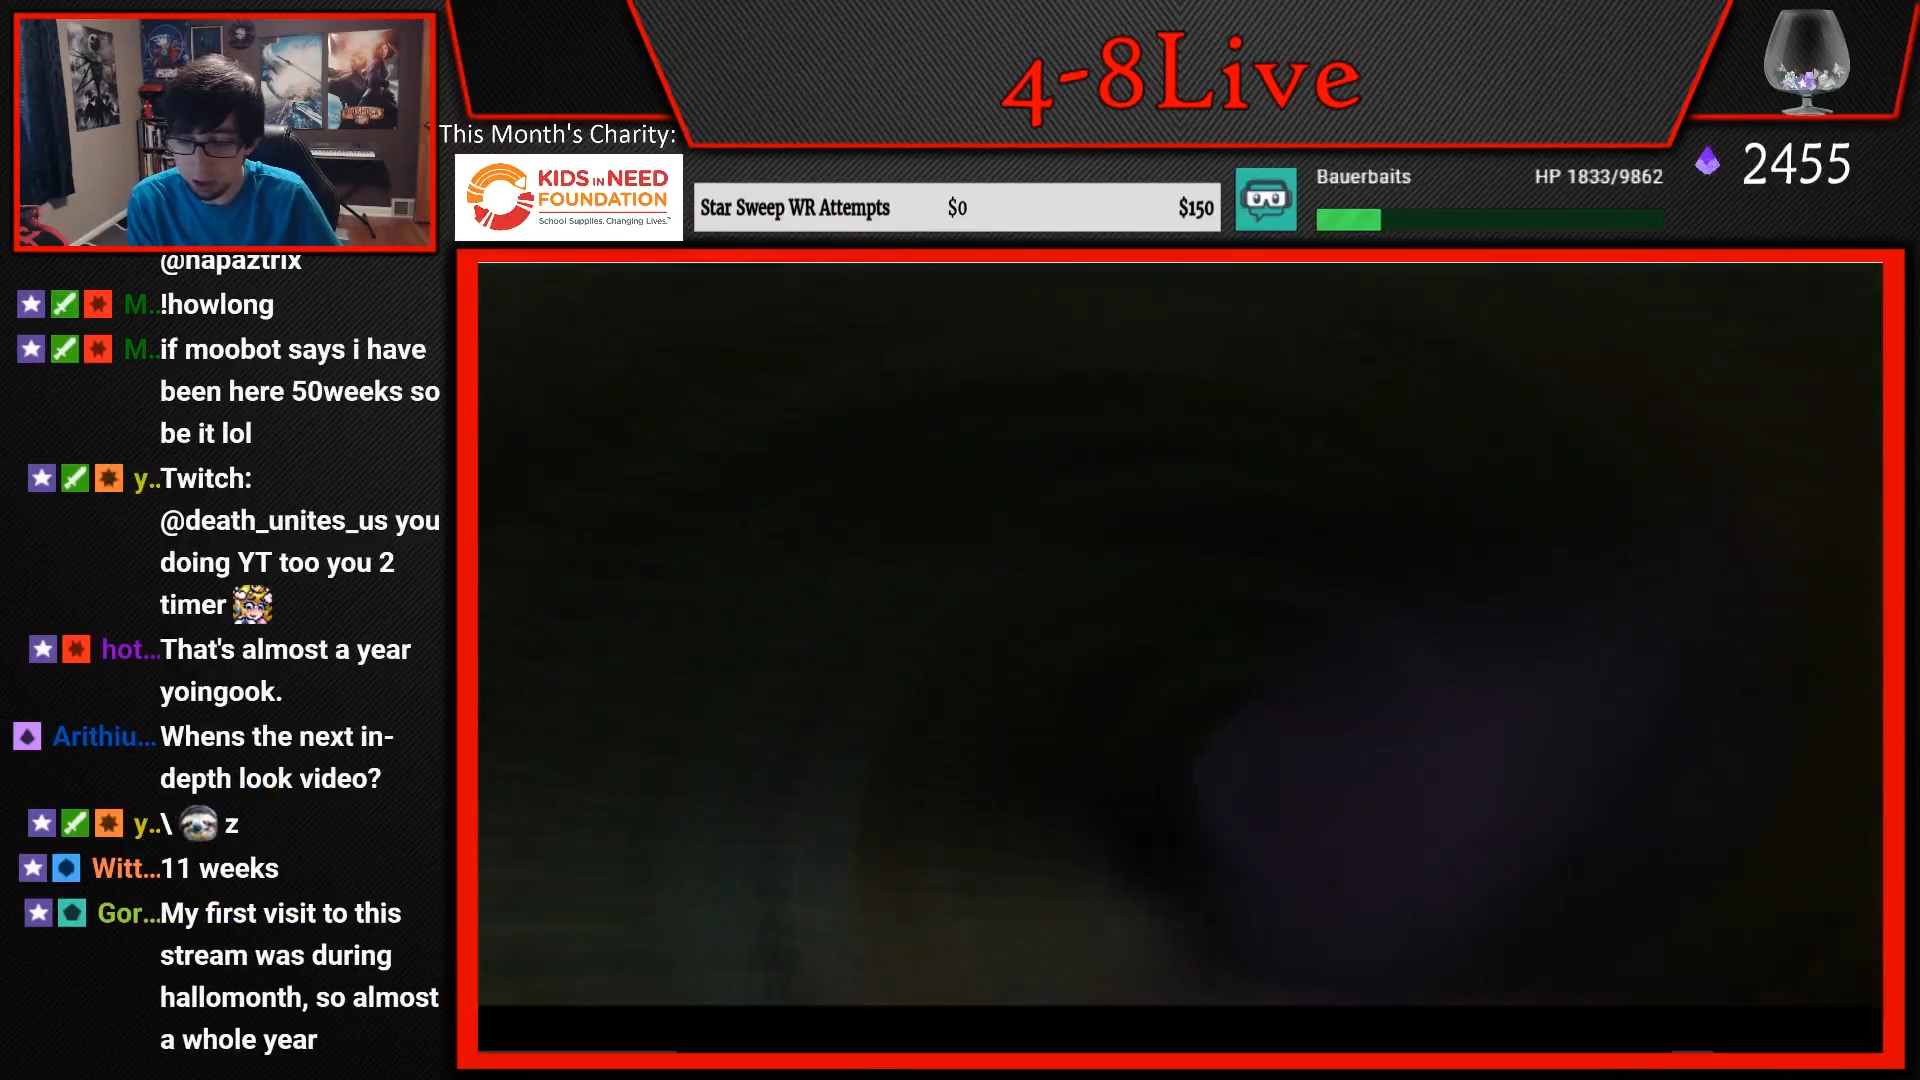 4-8Live
This Month's Charity:
KIDS IN NEED
FOUNDATION
School Supplies. Changing Lives.
Star Sweep WR Attempts $0 $150
Bauerbaits HP 1833/9862
2455
BIOSHOCK
@napaztrix
M.. !howlong
M.. if moobot says i have
been here 50weeks so
be it lol
y.. Twitch:
@death_unites_us you
doing YT too you 2
timer
hot... That's almost a year
yoingook.
Arithiu... Whens the next in-
depth look video?
y.. \ z
Witt... 11 weeks
Gor... My first visit to this
stream was during
hallomonth, so almost
a whole year